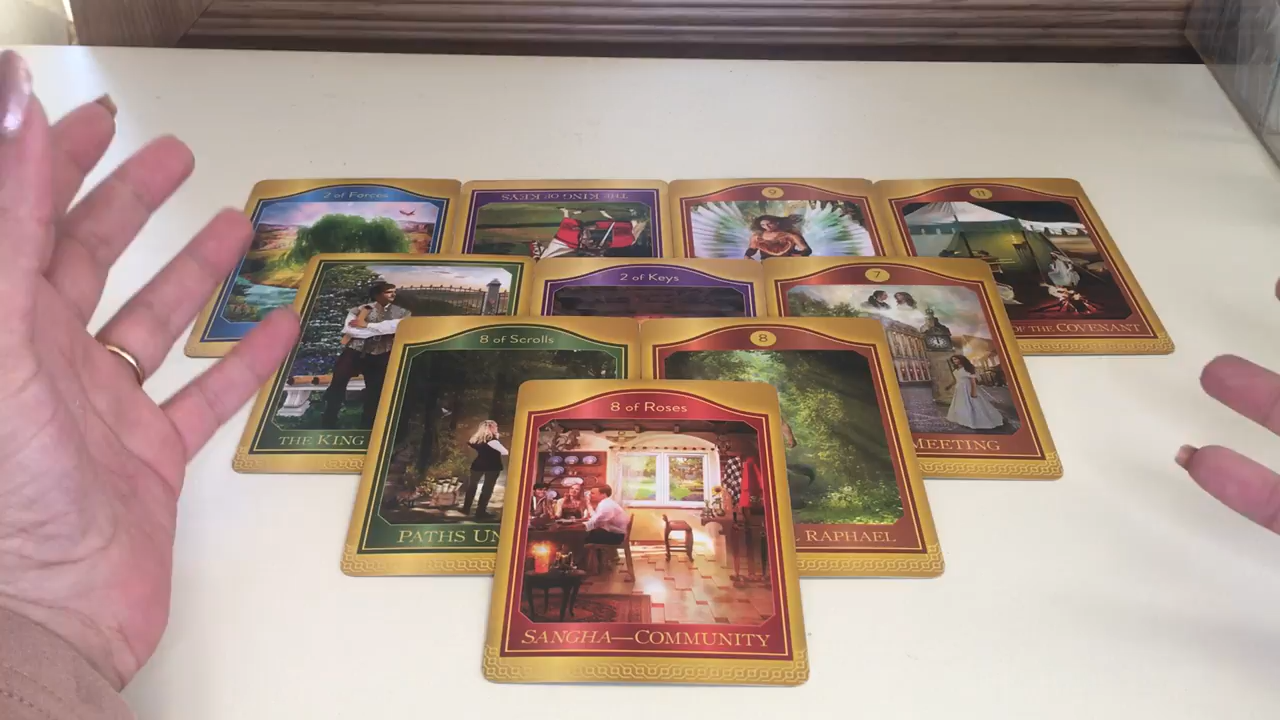 2 of Forces
THE KING OF KEYS
9
11
OF THE COVENANT
THE KING
2 of Keys
7
MEETING
8 of Scrolls
PATHS UN
8
RAPHAEL
8 of Roses
SANGHA—COMMUNITY